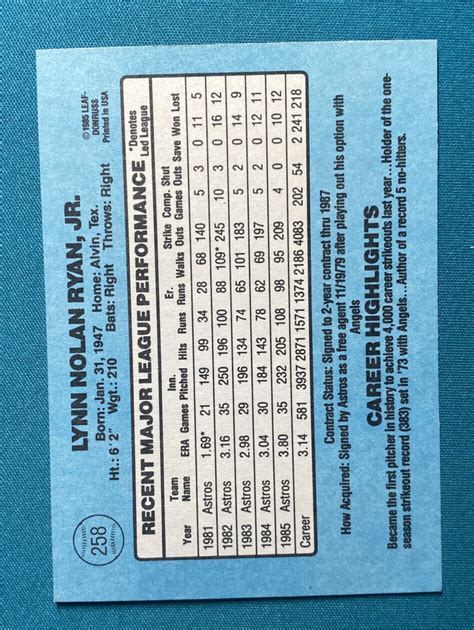 258
LYNN NOLAN RYAN, JR.
Born: Jan. 31, 1947 Home: Alvin, Tex.
Ht.: 6' 2" Wgt.: 210 Bats: Right Throws: Right
©1985 LEAF-
DONRUSS
Printed in USA
RECENT MAJOR LEAGUE PERFORMANCE
*Denotes
Led League
Year Team Name ERA Games Inn. Pitched Hits Runs Er. Runs Walks Strike Outs Comp. Games Shut Outs Save Won Lost
1981 Astros 1.69* 21 149 99 34 28 68 140 5 3 0 11 5
1982 Astros 3.16 35 250 196 100 88 109* 245 10 3 0 16 12
1983 Astros 2.98 29 196 134 74 65 101 183 5 2 0 14 9
1984 Astros 3.04 30 184 143 78 62 69 197 5 2 0 12 11
1985 Astros 3.80 35 232 205 108 98 95 209 4 0 0 10 12
Career 3.14 581 3937 2871 1571 1374 2186 4083 202 54 2 241 218
Contract Status: Signed to 2-year contract thru 1987
How Acquired: Signed by Astros as a free agent 11/19/79 after playing out his option with
Angels
CAREER HIGHLIGHTS
Became the first pitcher in history to achieve 4,000 career strikeouts last year...Holder of the one-
season strikeout record (383) set in '73 with Angels...Author of a record 5 no-hitters.